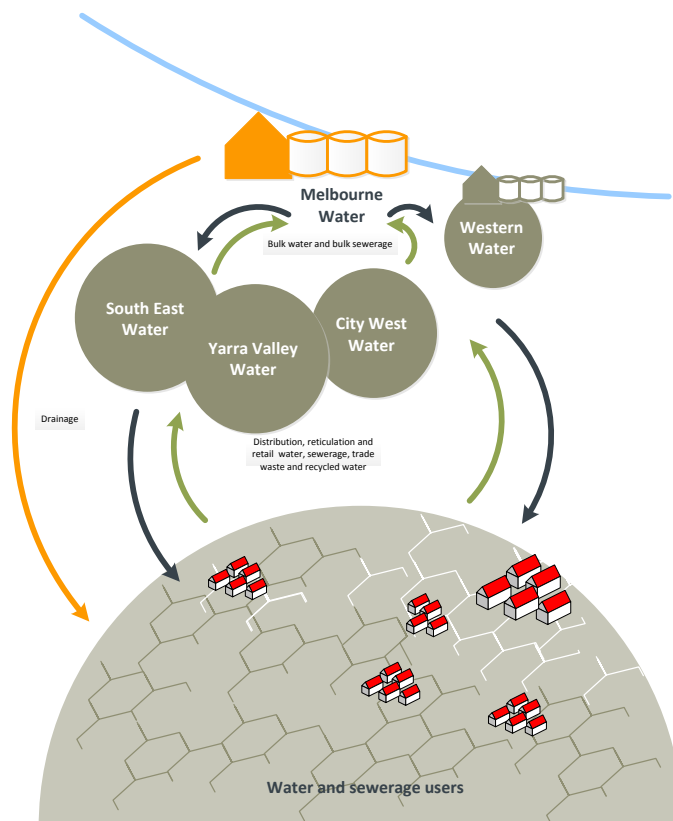 Melbourne
Water
Western
Water
Bulk water and bulk sewerage
South East
Water
City West
Water
Yarra Valley
Water
Drainage
Distribution, reticulation and
retail water, sewerage, trade
waste and recycled water
Water and sewerage users